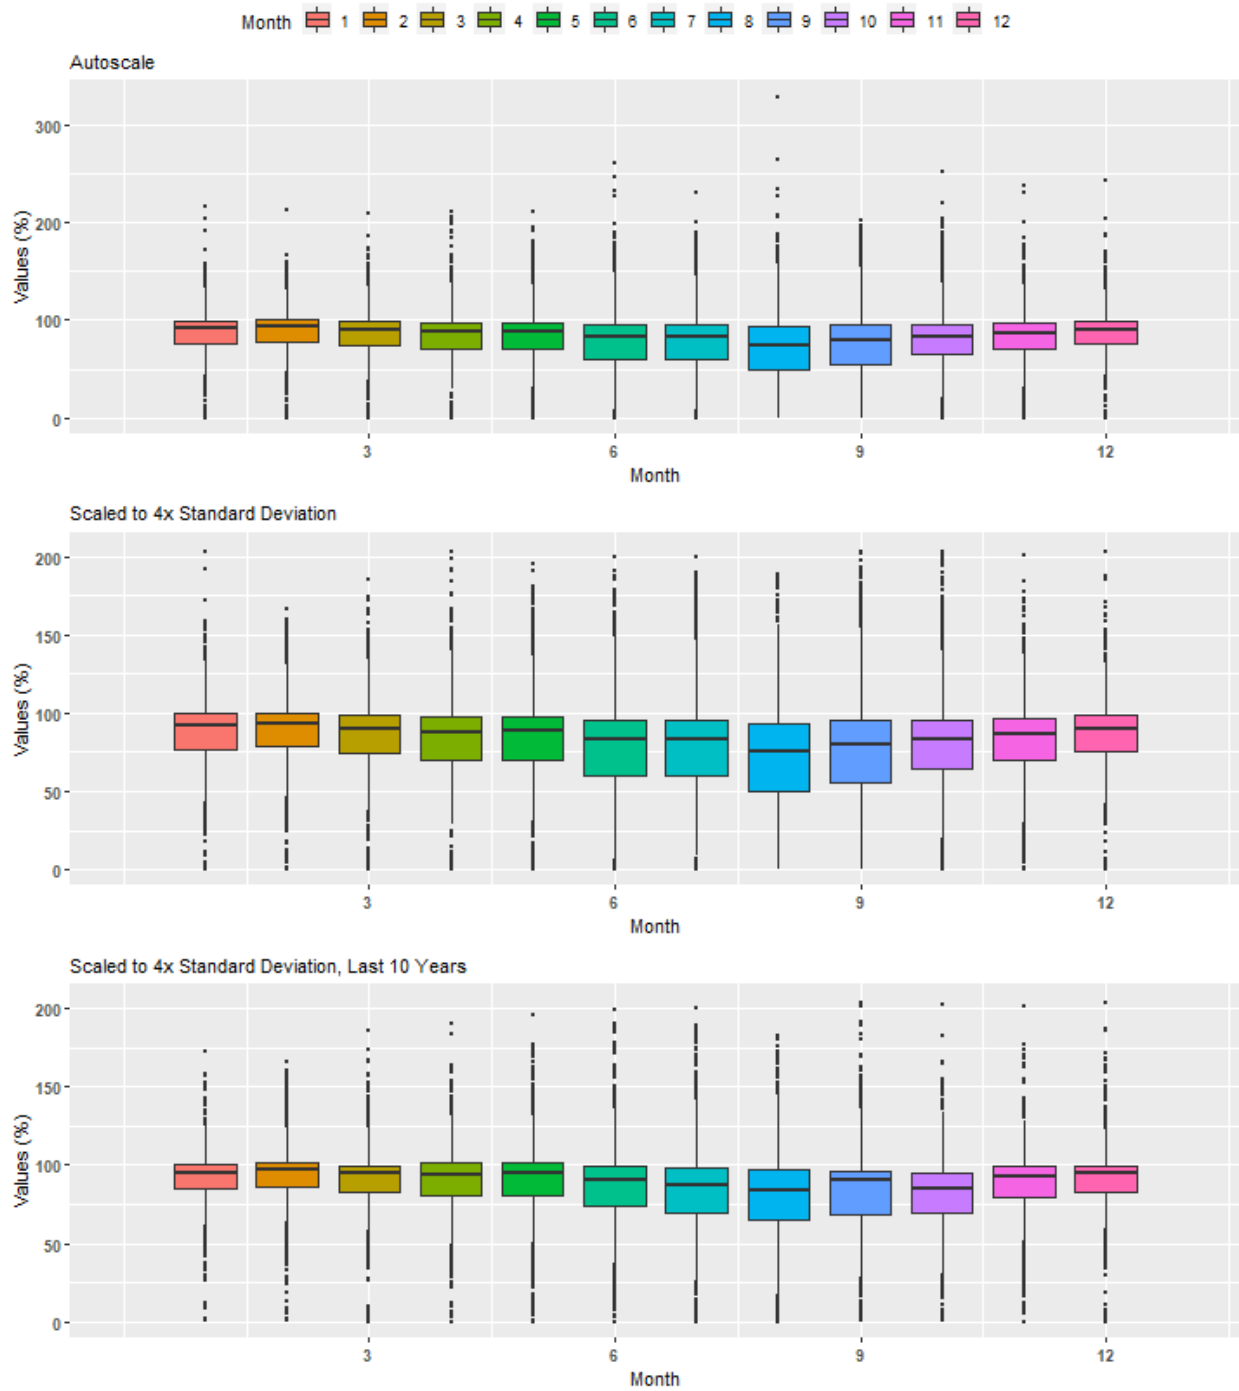 Month 1 2 3 4 5 6 7 8 9 10 11 12
Autoscale
Values (%)
300
200
100
0
3 6 9 12
Month
Scaled to 4x Standard Deviation
Values (%)
200
150
100
50
0
3 6 9 12
Month
Scaled to 4x Standard Deviation, Last 10 Years
Values (%)
200
150
100
50
0
3 6 9 12
Month